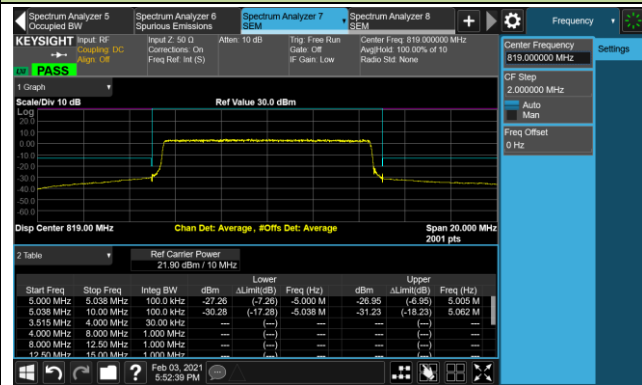 Spectrum Analyzer 5 Spectrum Analyzer 6 Spectrum Analyzer 7 Spectrum Analyzer 8 Frequency
Occupied BW Spurious Emissions SEM SEM
KEYSIGHT Input: RF Input Z: 50 Ω Atten: 10 dB Trig: Free Run Center Freq: 819.000000 MHz
Coupling: DC Corrections: On Gate: Off Avg|Hold: 100.00% of 10
Align: Off Freq Ref: Int (S) IF Gain: Low Radio Std: None
PASS
Center Frequency
819.000000 MHz
Settings
CF Step
2.000000 MHz
Auto
Man
Freq Offset
0 Hz
1 Graph
Scale/Div 10 dB Ref Value 30.0 dBm
Log
20.0
10.0
0.00
-10.0
-20.0
-30.0
-40.0
-50.0
-60.0
Disp Center 819.00 MHz Chan Det: Average, #Offs Det: Average Span 20.000 MHz
2001 pts
2 Table Ref Carrier Power
21.90 dBm / 10 MHz
Lower Upper
Start Freq Stop Freq Integ BW dBm ΔLimit(dB) Freq (Hz) dBm ΔLimit(dB) Freq (Hz)
5.000 MHz 5.038 MHz 100.0 kHz -27.26 (-7.26) -5.000 M -26.95 (-6.95) 5.005 M
5.038 MHz 10.00 MHz 100.0 kHz -30.28 (-17.28) -5.038 M -31.23 (-18.23) 5.062 M
3.515 MHz 4.000 MHz 30.00 kHz --- (---) --- (---)
4.000 MHz 8.000 MHz 1.000 MHz --- (---) --- (---)
8.000 MHz 12.50 MHz 1.000 MHz --- (---) --- (---)
12.50 MHz 15.00 MHz 1.000 MHz --- (---) --- (---)
? Feb 03, 2021
5:52:39 PM